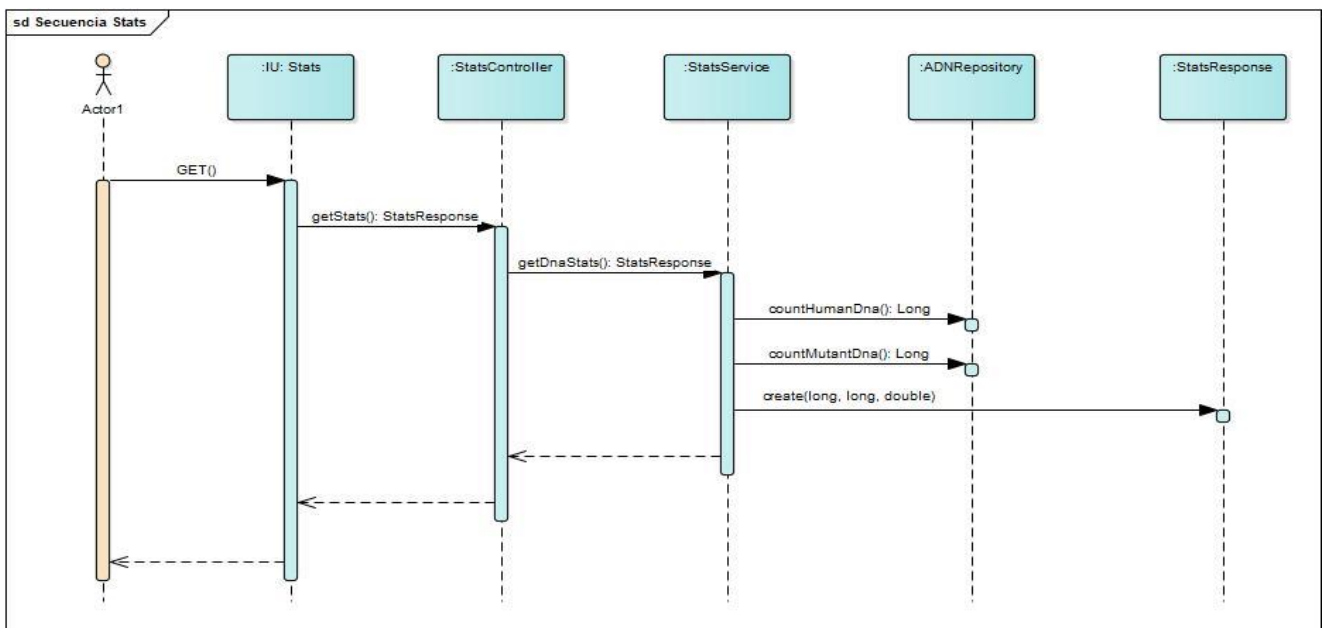 sd Secuencia Stats
Actor1
:IU: Stats
:StatsController
:StatsService
:ADNRepository
:StatsResponse
GET()
getStats(): StatsResponse
getDnaStats(): StatsResponse
countHumanDna(): Long
countMutantDna(): Long
create(long, long, double)